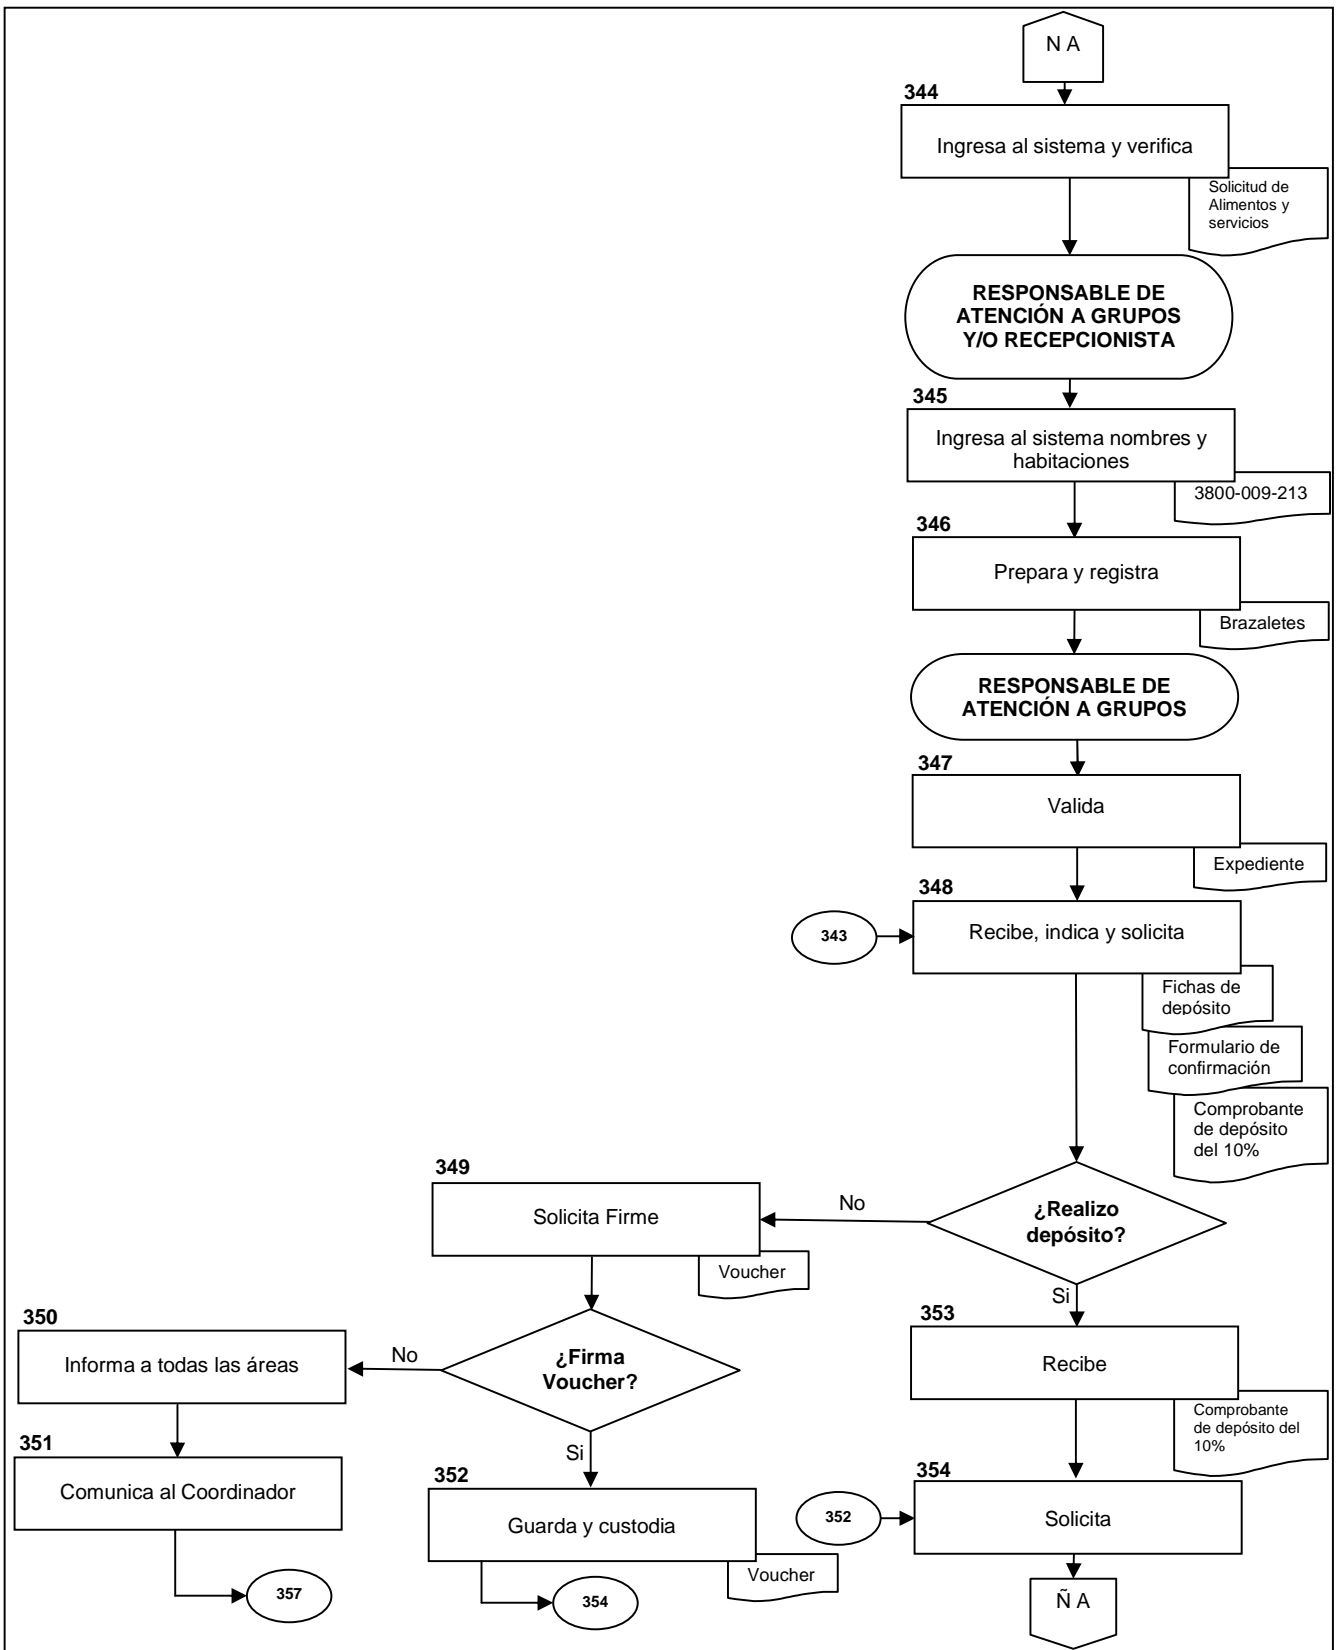 N A
344
Ingresa al sistema y verifica
Solicitud de
Alimentos y
servicios
RESPONSABLE DE
ATENCIÓN A GRUPOS
Y/O RECEPCIONISTA
345
Ingresa al sistema nombres y
habitaciones
3800-009-213
346
Prepara y registra
Brazaletes
RESPONSABLE DE
ATENCIÓN A GRUPOS
347
Valida
Expediente
348
343
Recibe, indica y solicita
Fichas de
depósito
Formulario de
confirmación
Comprobante
de depósito
del 10%
¿Realizo
depósito?
No
349
Solicita Firme
Voucher
¿Firma
Voucher?
No
350
Informa a todas las áreas
351
Comunica al Coordinador
357
Si
352
Guarda y custodia
Voucher
354
Si
353
Recibe
Comprobante
de depósito del
10%
354
352
Solicita
Ñ A